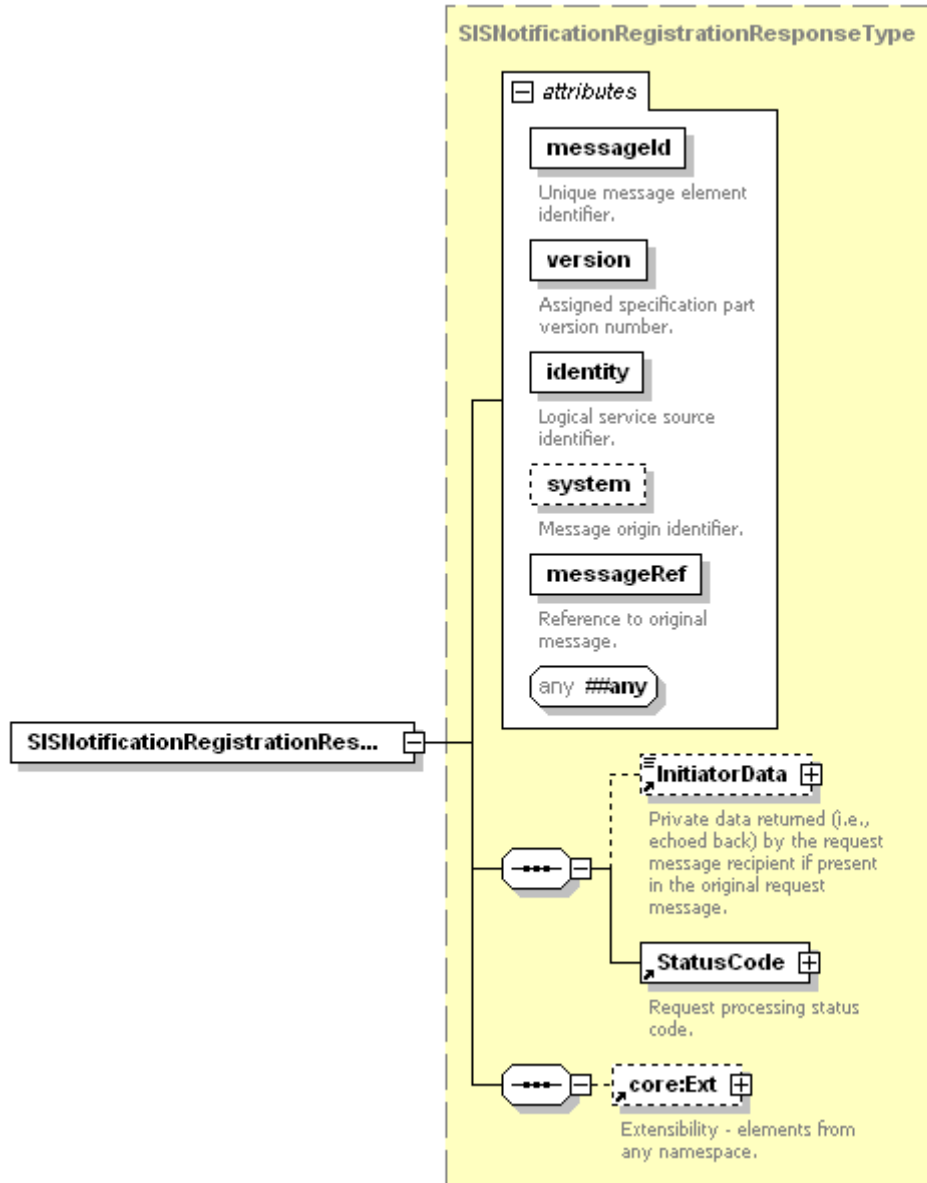 SISNotificationRegistrationResponseType
attributes
messageId
Unique message element
identifier.
version
Assigned specification part
version number.
identity
Logical service source
identifier.
system
Message origin identifier.
messageRef
Reference to original
message.
any ##any
SISNotificationRegistrationRes...
InitiatorData
Private data returned (i.e.,
echoed back) by the request
message recipient if present
in the original request
message.
StatusCode
Request processing status
code.
core:Ext
Extensibility - elements from
any namespace.